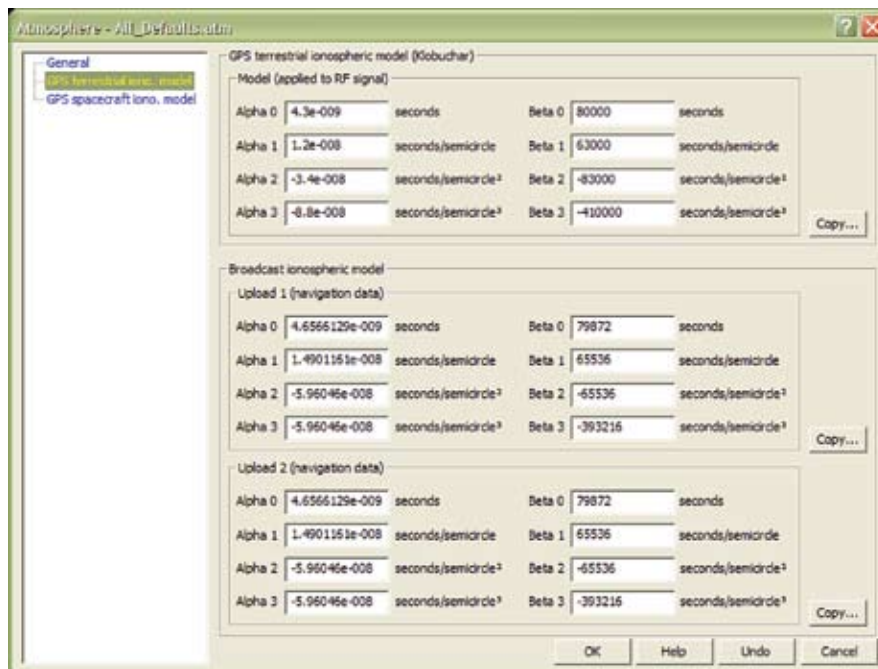 Atmosphere - All_Defaults.atm
General
GPS terrestrial iono. model
GPS spacecraft iono. model
GPS terrestrial ionospheric model (Klobuchar)
Model (applied to RF signal)
Alpha 0 4.3e-009 seconds Beta 0 80000 seconds
Alpha 1 1.2e-008 seconds/semicircle Beta 1 63000 seconds/semicircle
Alpha 2 -3.4e-008 seconds/semicircle² Beta 2 -83000 seconds/semicircle²
Alpha 3 -8.8e-008 seconds/semicircle³ Beta 3 -410000 seconds/semicircle³
Copy...
Broadcast ionospheric model
Upload 1 (navigation data)
Alpha 0 4.6566129e-009 seconds Beta 0 79872 seconds
Alpha 1 1.4901161e-008 seconds/semicircle Beta 1 65536 seconds/semicircle
Alpha 2 -5.96046e-008 seconds/semicircle² Beta 2 -65536 seconds/semicircle²
Alpha 3 -5.96046e-008 seconds/semicircle³ Beta 3 -393216 seconds/semicircle³
Copy...
Upload 2 (navigation data)
Alpha 0 4.6566129e-009 seconds Beta 0 79872 seconds
Alpha 1 1.4901161e-008 seconds/semicircle Beta 1 65536 seconds/semicircle
Alpha 2 -5.96046e-008 seconds/semicircle² Beta 2 -65536 seconds/semicircle²
Alpha 3 -5.96046e-008 seconds/semicircle³ Beta 3 -393216 seconds/semicircle³
Copy...
OK Help Undo Cancel